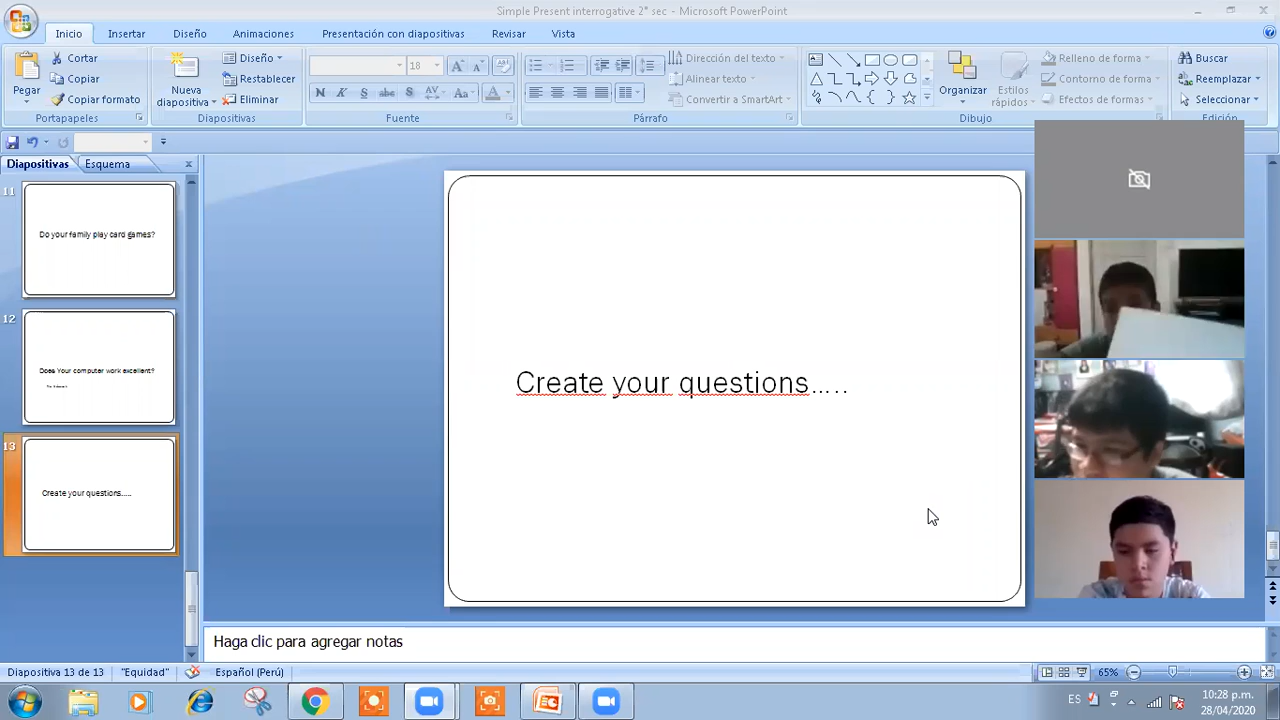 Simple Present interrogative 2* sec - Microsoft PowerPoint
Inicio Insertar Diseño Animaciones Presentación con diapositivas Revisar Vista
Pegar
Cortar
Copiar
Copiar formato
Portapapeles
Nueva diapositiva
Diseño
Restablecer
Eliminar
Diapositivas
18
N K S abc S AV Aa A
Fuente
Párrafo
Dirección del texto
Alinear texto
Convertir a SmartArt
Organizar
Estilos rápidos
Relleno de forma
Contorno de forma
Efectos de formas
Dibujo
Buscar
Reemplazar
Seleccionar
Edición
Diapositivas Esquema
11
Do your family play card games?
12
Does Your computer work excellent?
13
Create your questions.....
Create your questions.....
Haga clic para agregar notas
Diapositiva 13 de 13 "Equidad" Español (Perú) 65%
ES 10:28 p.m.
28/04/2020